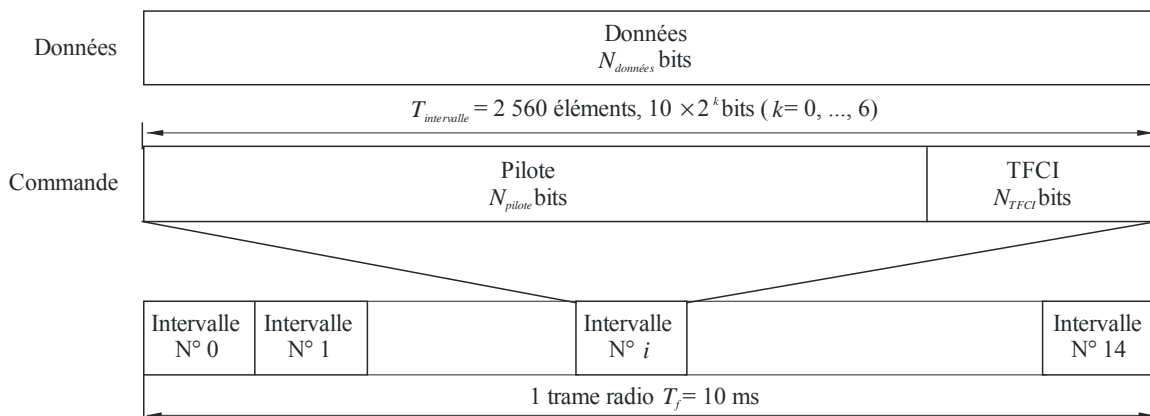 Données
Données
N_données bits
T_intervalle = 2 560 éléments, 10 × 2^k bits ( k= 0, ..., 6)
Commande
Pilote
N_pilote bits
TFCI
N_TFCI bits
Intervalle
N° 0
Intervalle
N° 1
Intervalle
N° i
Intervalle
N° 14
1 trame radio T_f = 10 ms